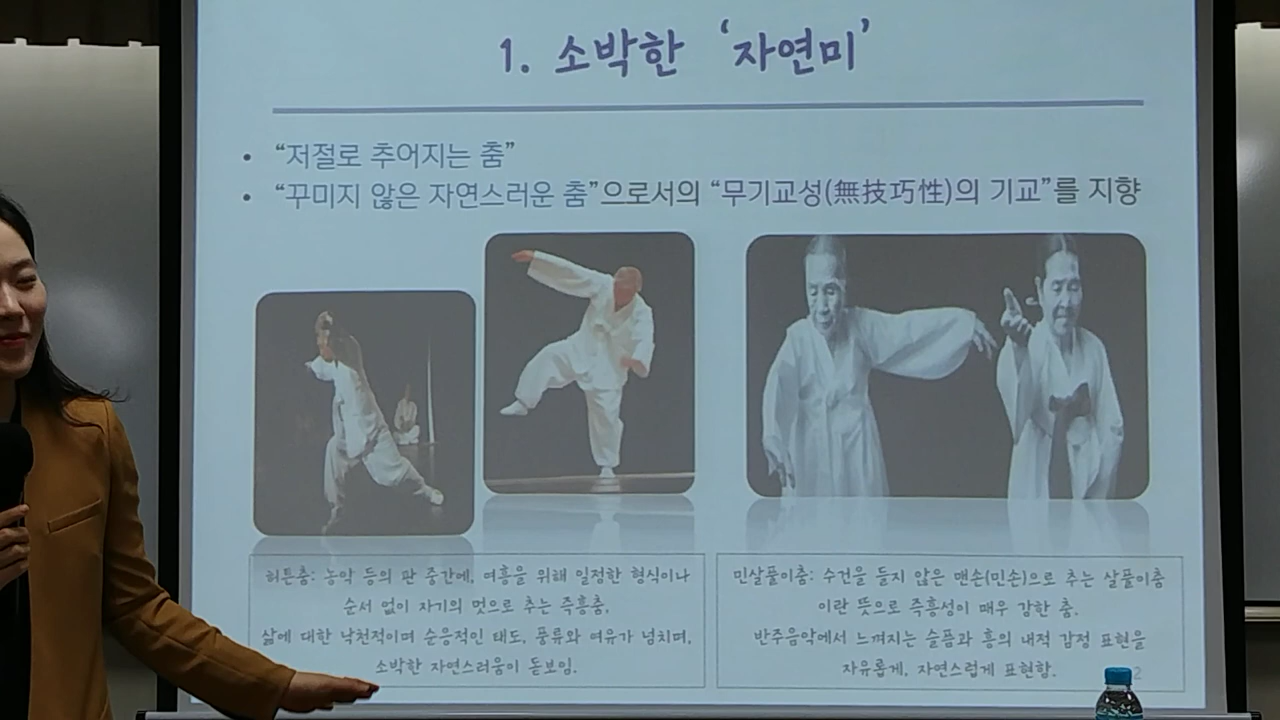 1. 소박한 ‘자연미’
• “저절로 추어지는 춤”
• “꾸미지 않은 자연스러운 춤”으로서의 “무기교성(無技巧性)의 기교”를 지향
허튼춤: 농악 등의 판 중간에, 여흥을 위해 일정한 형식이나
순서 없이 자기의 멋으로 추는 즉흥춤.
삶에 대한 낙천적이며 순응적인 태도, 풍류와 여유가 넘치며,
소박한 자연스러움이 돋보임.
민살풀이춤: 수건을 들지 않은 맨손(민손)으로 추는 살풀이춤
이란 뜻으로 즉흥성이 매우 강한 춤.
반주음악에서 느껴지는 슬픔과 흥의 내적 감정 표현을
자유롭게, 자연스럽게 표현함.
2